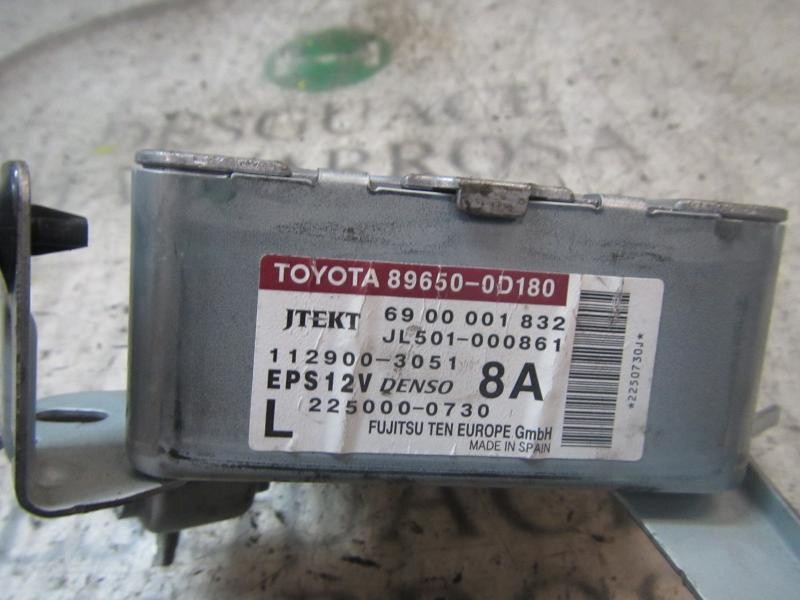 DESGUACE
TOYOTA 89650-0D180
JTEKT 69 00 001 832
JL501-000861
112900-3051
EPS12V DENSO 8A
L 225000-0730
FUJITSU TEN EUROPE GmbH
MADE IN SPAIN
*2250730J*